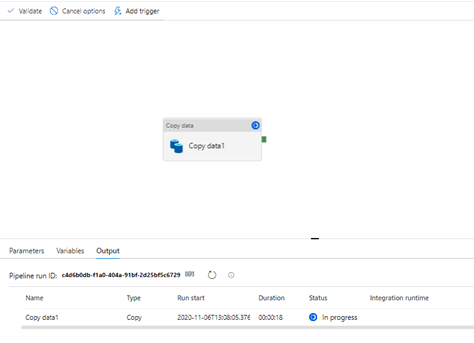 Validate Cancel options Add trigger
Copy data
Copy data1
Parameters Variables Output
Pipeline run ID: c4d6b0db-f1a0-404a-91bf-2d25bf5c6729
Name Type Run start Duration Status Integration runtime
Copy data1 Copy 2020-11-06T13:08:05.376 00:00:18 In progress